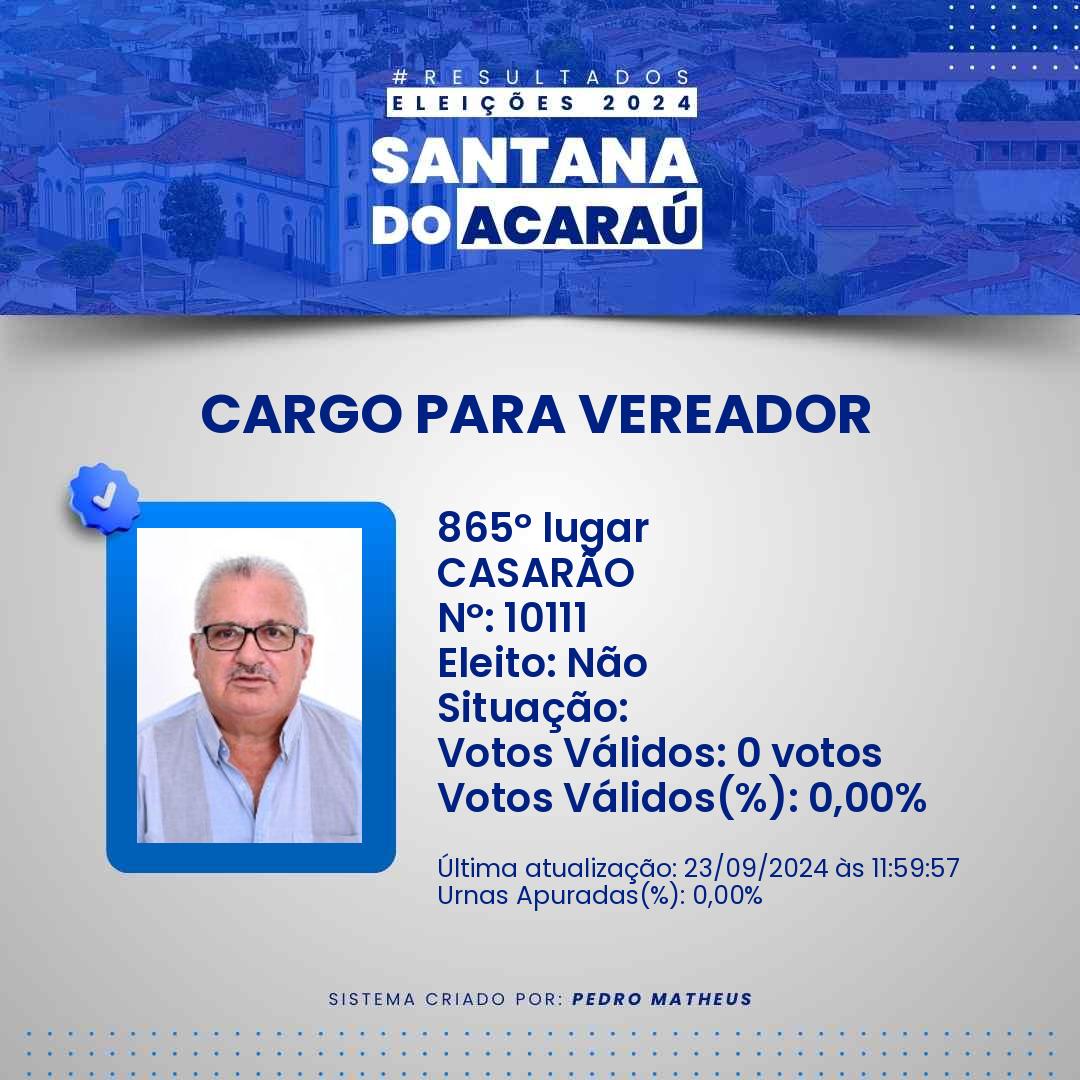 #RESULTADOS
ELEIÇÕES 2024
SANTANA
DO ACARAÚ
CARGO PARA VEREADOR
865º lugar
CASARÃO
Nº: 10111
Eleito: Não
Situação:
Votos Válidos: 0 votos
Votos Válidos(%): 0,00%
Última atualização: 23/09/2024 às 11:59:57
Urnas Apuradas(%): 0,00%
SISTEMA CRIADO POR: PEDRO MATHEUS